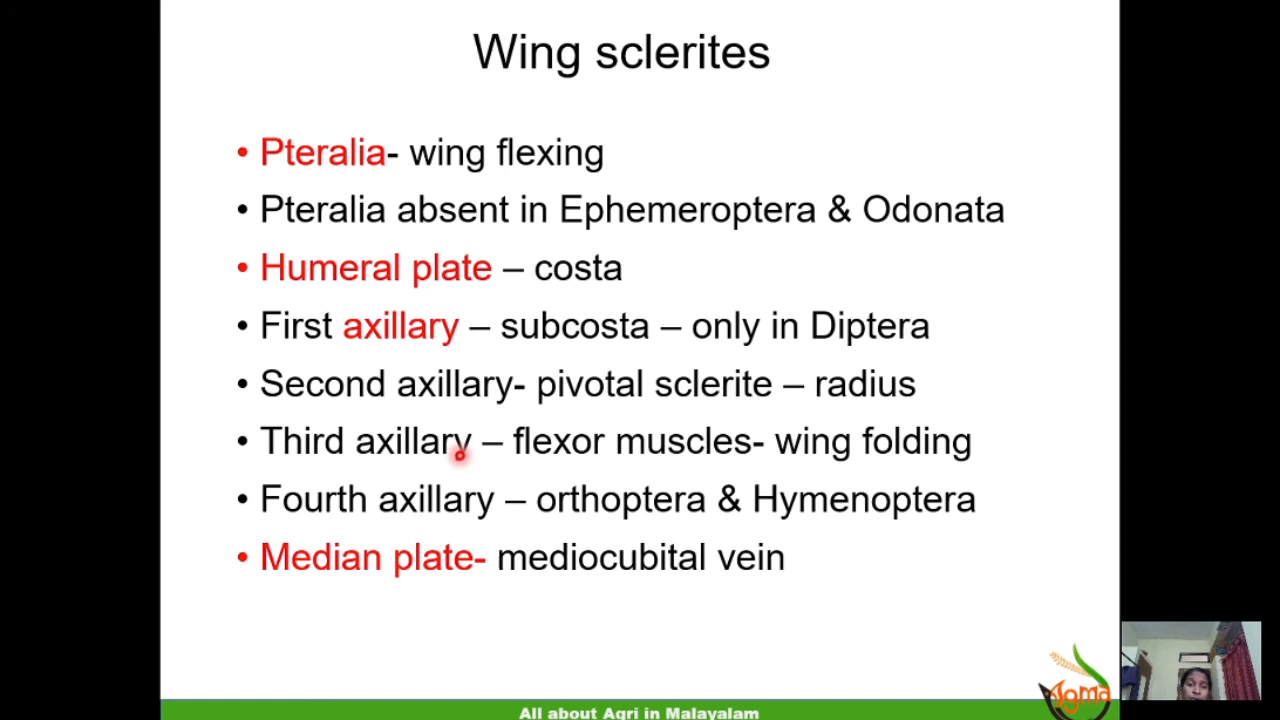 Wing sclerites
• Pteralia- wing flexing
• Pteralia absent in Ephemeroptera & Odonata
• Humeral plate – costa
• First axillary – subcosta – only in Diptera
• Second axillary- pivotal sclerite – radius
• Third axillary – flexor muscles- wing folding
• Fourth axillary – orthoptera & Hymenoptera
• Median plate- mediocubital vein
All about Agri in Malayalam